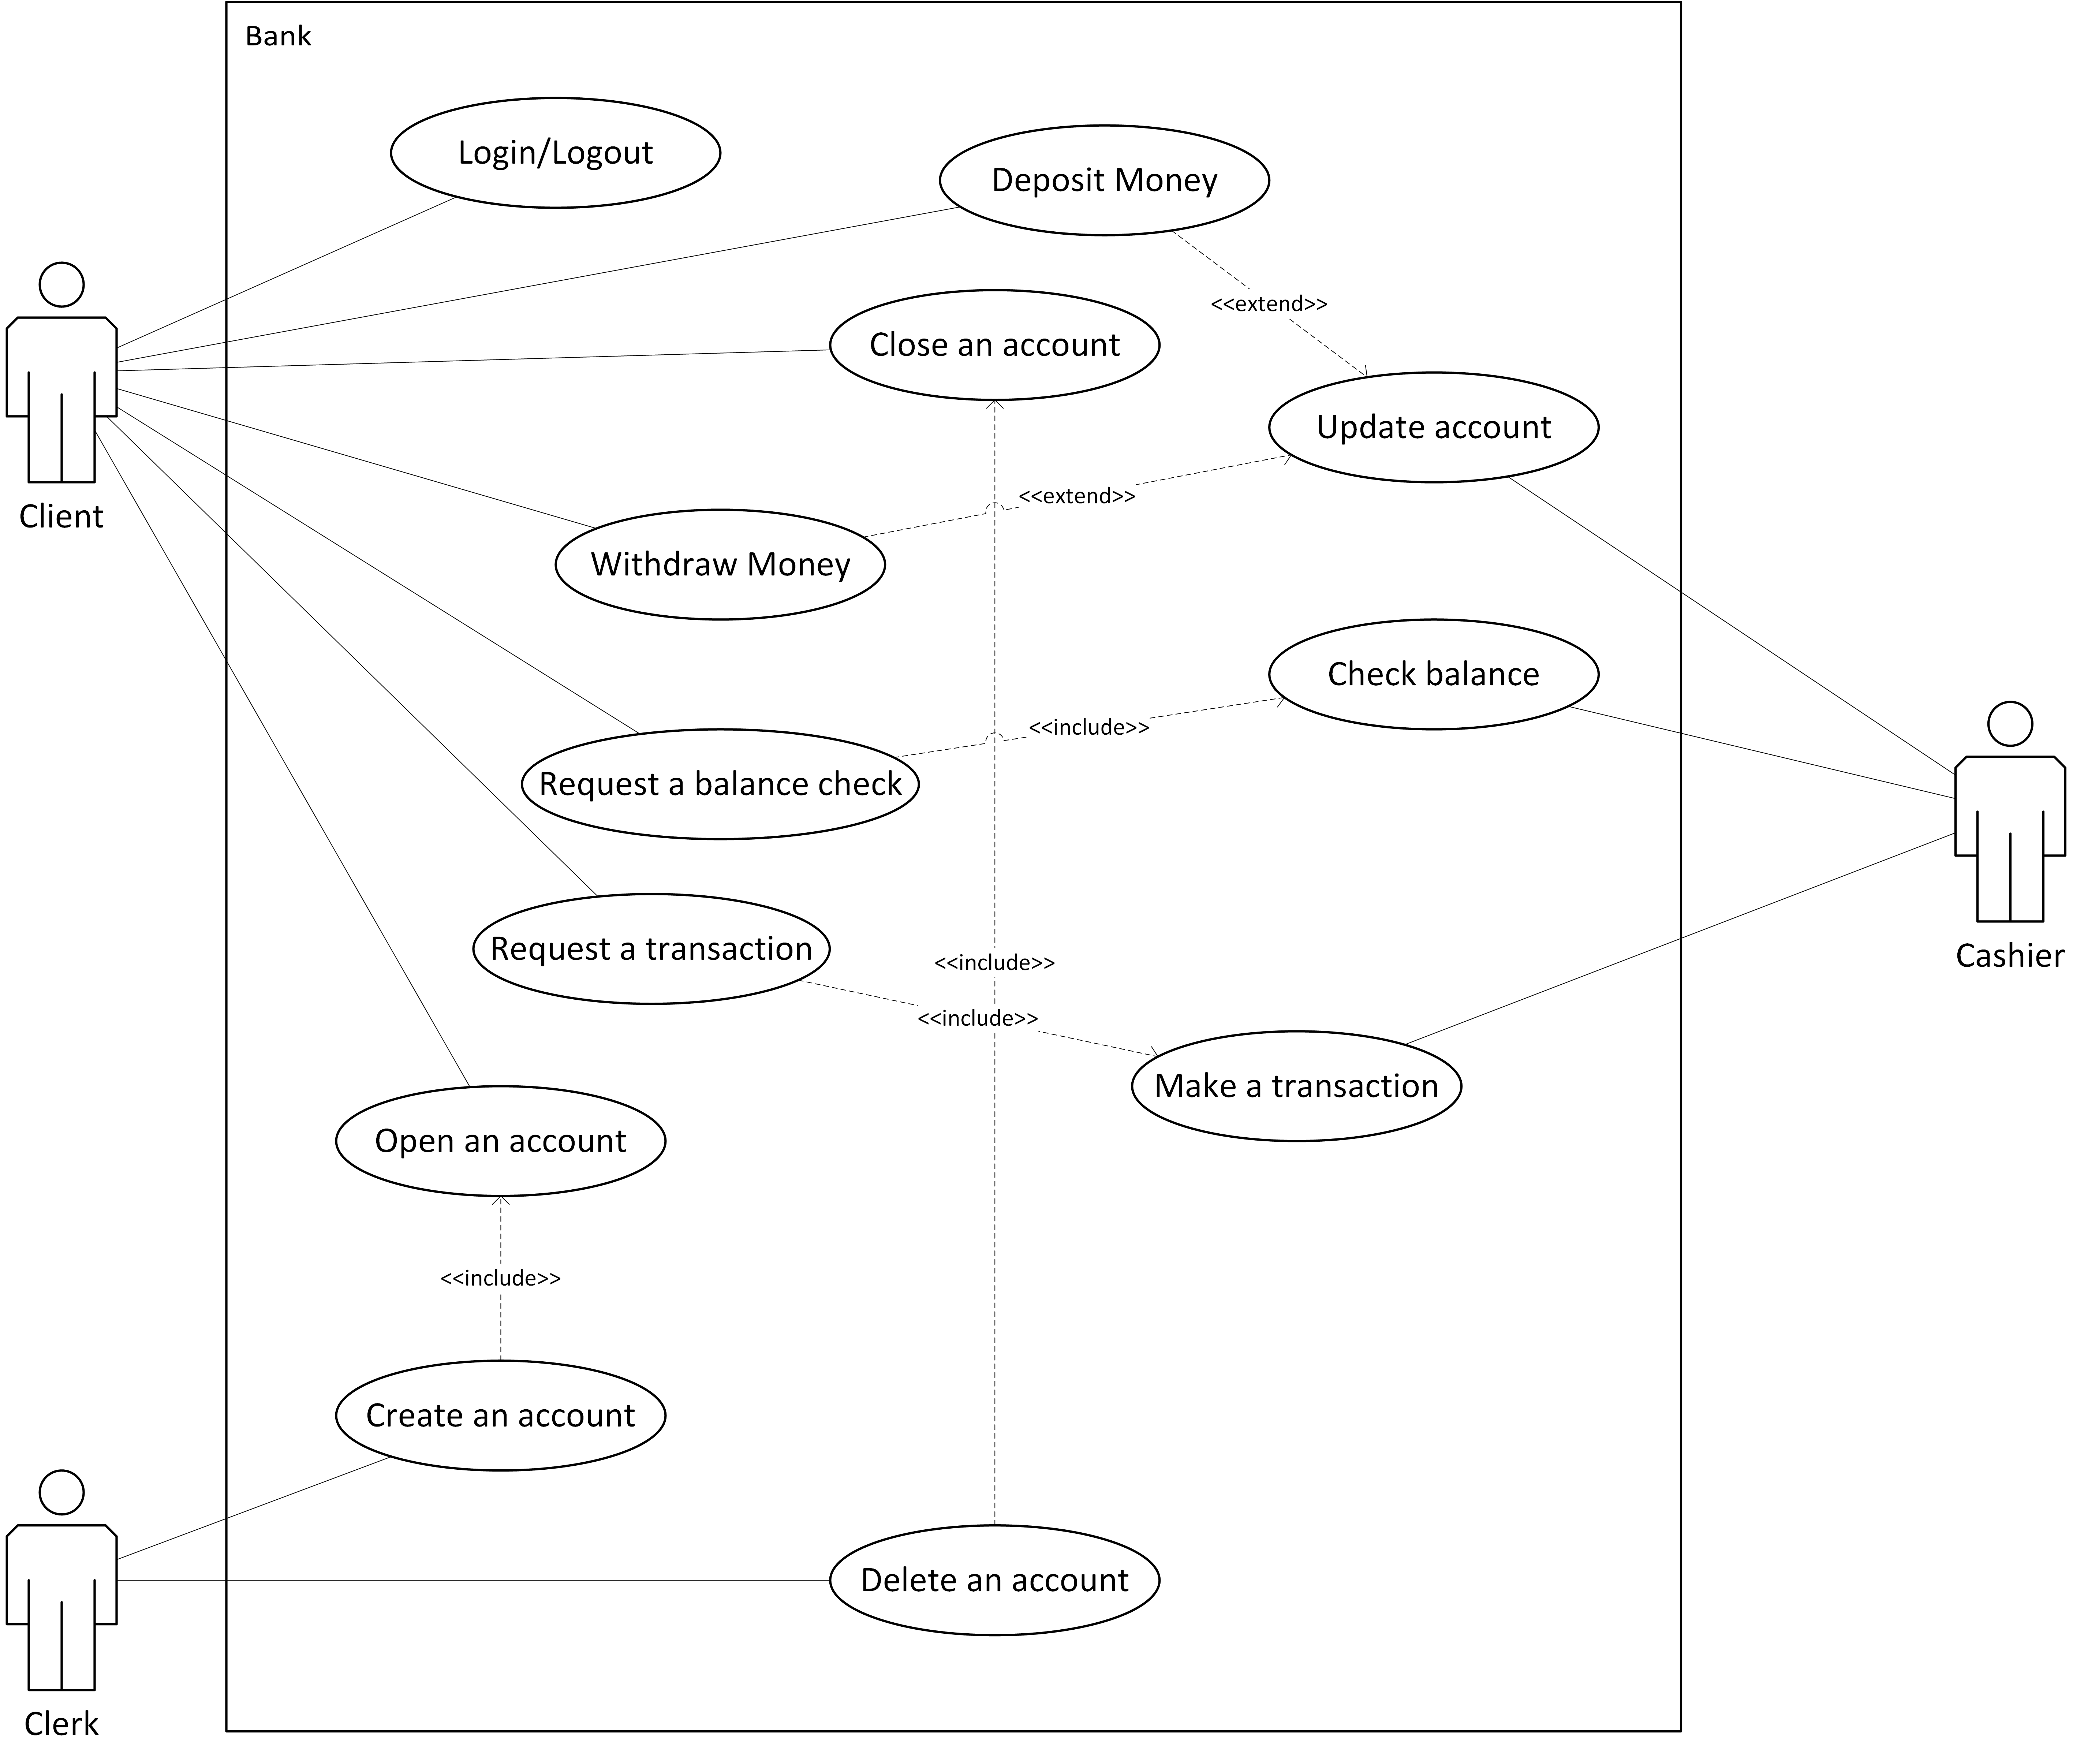 Bank
Login/Logout
Deposit Money
<<extend>>
Close an account
Update account
<<extend>>
Client
Withdraw Money
Check balance
<<include>>
Request a balance check
Request a transaction
<<include>>
Cashier
<<include>>
Make a transaction
Open an account
<<include>>
Create an account
Delete an account
Clerk